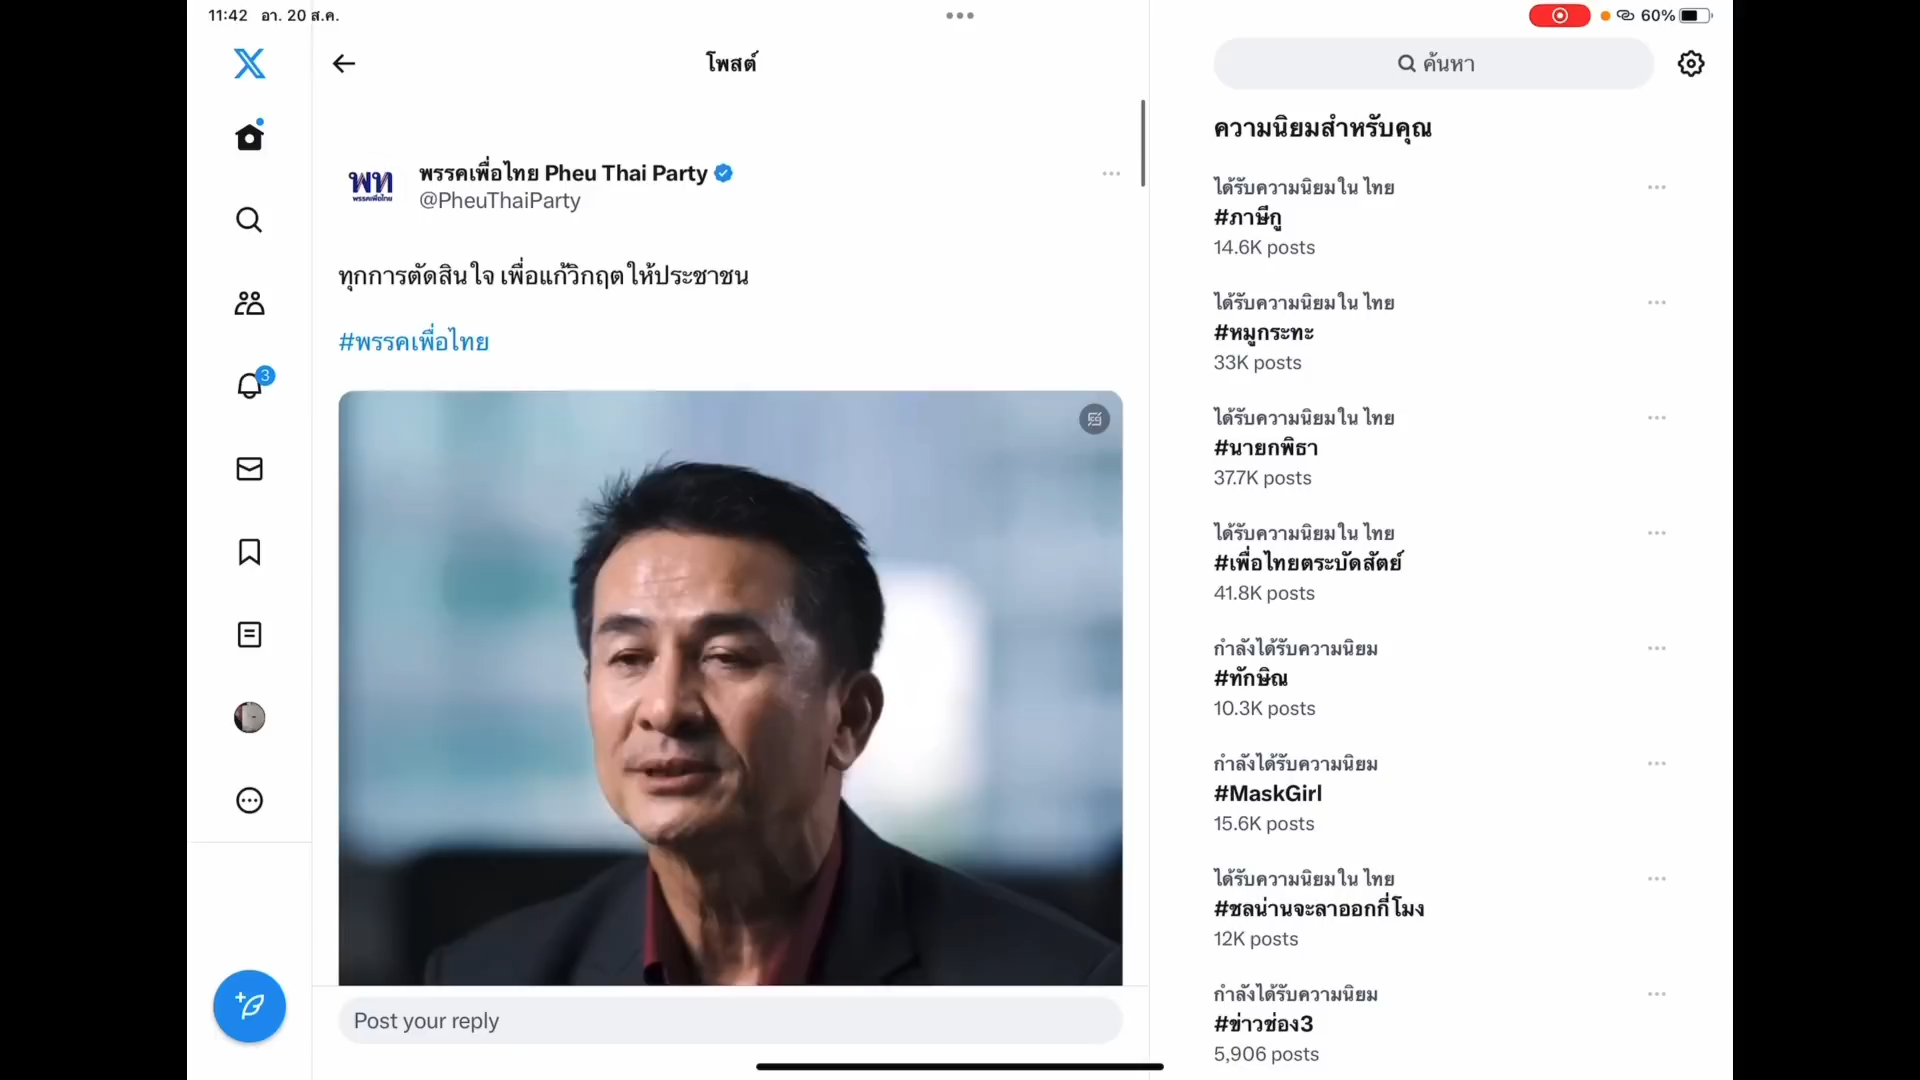 11:42 อา. 20 ส.ค.
60%
โพสต์
พท
พรรคเพื่อไทย
พรรคเพื่อไทย Pheu Thai Party
@PheuThaiParty
ทุกการตัดสินใจ เพื่อแก้วิกฤตให้ประชาชน
#พรรคเพื่อไทย
3
Post your reply
ค้นหา
ความนิยมสำหรับคุณ
ได้รับความนิยมใน ไทย
#ภาษีกู
14.6K posts
ได้รับความนิยมใน ไทย
#หมูกระทะ
33K posts
ได้รับความนิยมใน ไทย
#นายกพิธา
37.7K posts
ได้รับความนิยมใน ไทย
#เพื่อไทยตระบัดสัตย์
41.8K posts
กำลังได้รับความนิยม
#ทักษิณ
10.3K posts
กำลังได้รับความนิยม
#MaskGirl
15.6K posts
ได้รับความนิยมใน ไทย
#ชลน่านจะลาออกกี่โมง
12K posts
กำลังได้รับความนิยม
#ข่าวช่อง3
5,906 posts